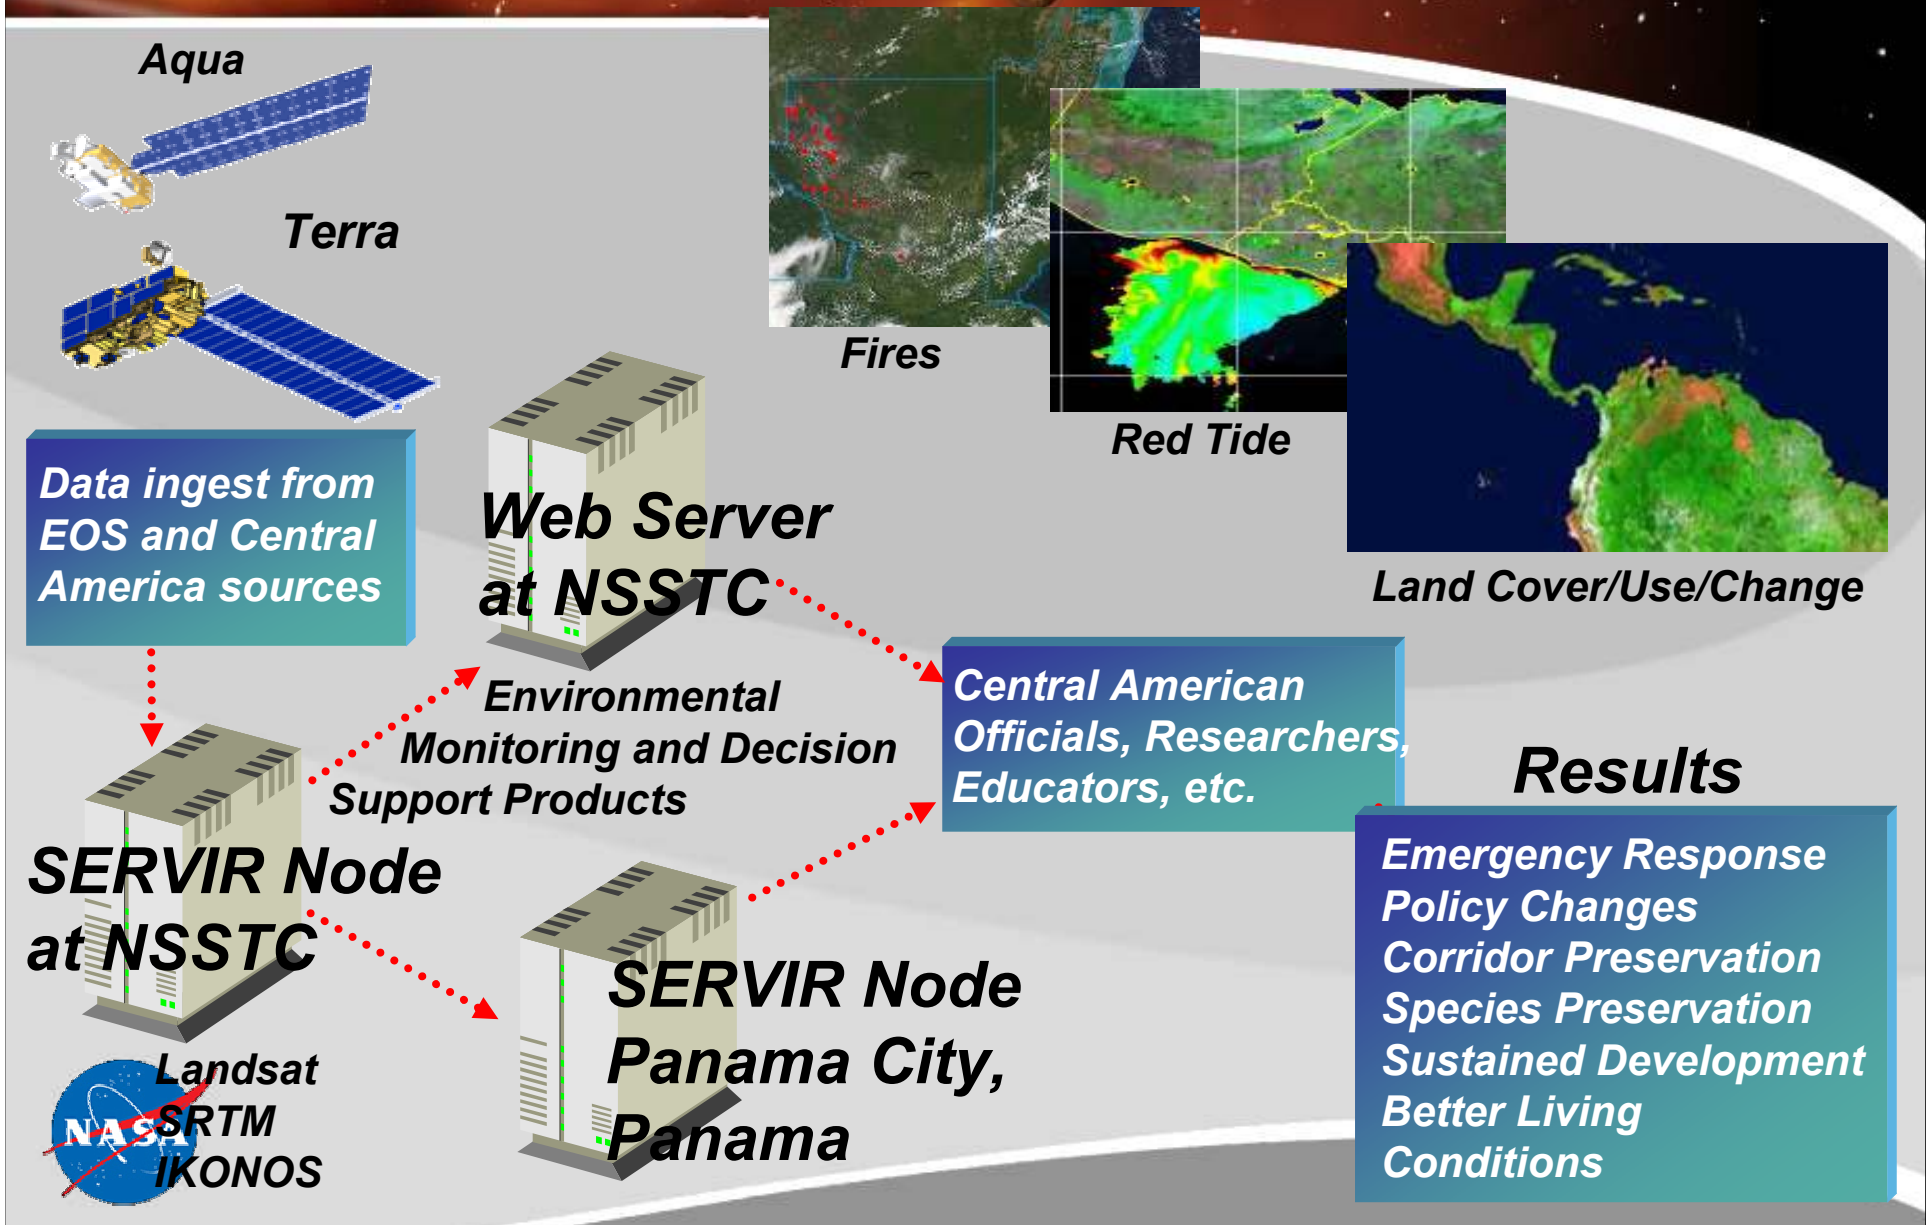 Aqua
Terra
Fires
Red Tide
Land Cover/Use/Change
Data ingest from
EOS and Central
America sources
Web Server
at NSSTC
Environmental
Monitoring and Decision
Support Products
Central American
Officials, Researchers,
Educators, etc.
SERVIR Node
at NSSTC
SERVIR Node
Panama City,
Panama
NASA
Landsat
SRTM
IKONOS
Results
Emergency Response
Policy Changes
Corridor Preservation
Species Preservation
Sustained Development
Better Living
Conditions